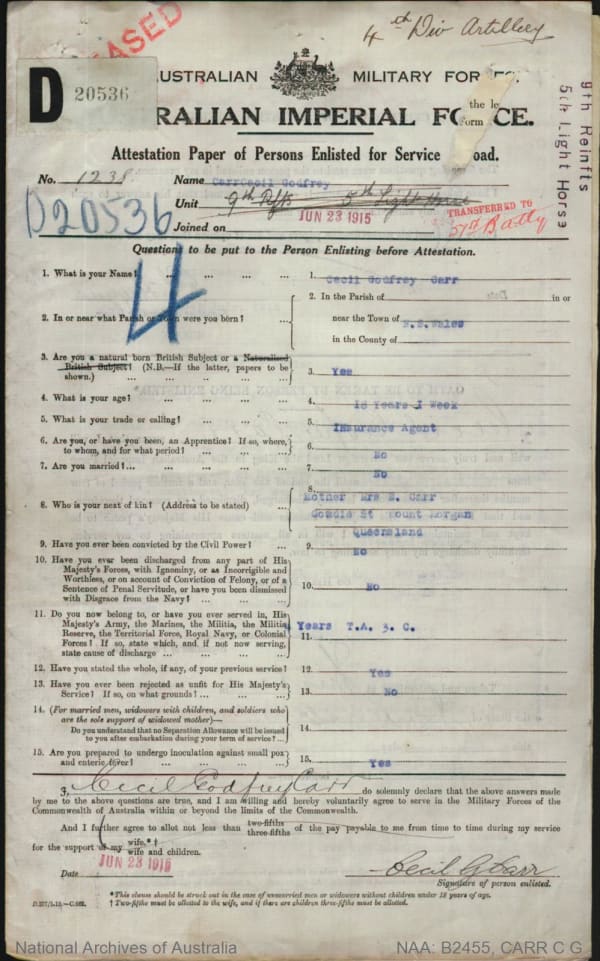 4th Div Artillery
EASED
D 20536
AUSTRALIAN MILITARY FORCES.
RALIAN IMPERIAL FO CE.
the le
Form
9th Reinfts
5th Light Horse
Attestation Paper of Persons Enlisted for Service oad.
No. 1238 Name Carr Cecil Godfrey
D20536
Unit 9th Rfts 5th Light Horse
TRANSFERRED TO
Joined on JUN 23 1915
Questions to be put to the Person Enlisting before Attestation.
4
1. What is your Name? ... ... ... ... 1. Cecil Godfrey Carr
2. In or near what Parish or Town were you born? ... 2. In the Parish of in or
near the Town of N.S.Wales
in the County of
3. Are you a natural born British Subject or a Naturalised
British Subject? (N.B.—If the latter, papers to be
shown.) ... ... ... ... 3. Yes
4. What is your age? ... ... ... ... 4. 18 Years 1 Week
5. What is your trade or calling? ... ... ... 5. Insurance Agent
6. Are you, or have you been, an Apprentice? If so, where,
to whom, and for what period? ... ... ... 6. No
7. Are you married?... ... ... ... ... 7. No
8. Who is your next of kin? (Address to be stated) ... 8. Mother Mrs E. Carr
St Mount Morgan
Queensland
9. Have you ever been convicted by the Civil Power? ... 9. No
10. Have you ever been discharged from any part of His
Majesty's Forces, with Ignominy, or as Incorrigible and
Worthless, or on account of Conviction of Felony, or of a
Sentence of Penal Servitude, or have you been dismissed
with Disgrace from the Navy? ... ... ... 10. No
11. Do you now belong to, or have you ever served in, His
Majesty's Army, the Marines, the Militia, the Militia
Reserve, the Territorial Force, Royal Navy, or Colonial
Forces? If so, state which, and if not now serving,
state cause of discharge ... ... ... ... 11. Years
12. Have you stated the whole, if any, of your previous service? 12. Yes
13. Have you ever been rejected as unfit for His Majesty's
Service? If so, on what grounds? ... ... ... 13. No
14. (For married men, widowers with children, and soldiers who
are the sole support of widowed mother)—
Do you understand that no Separation Allowance will be issued
to you after embarkation during your term of service?... 14.
15. Are you prepared to undergo inoculation against small pox
and enteric fever? ... ... ... ... 15. Yes
I, Cecil Godfrey Carr do solemnly declare that the above answers made
by me to the above questions are true, and I am willing and hereby voluntarily agree to serve in the Military Forces of the
Commonwealth of Australia within or beyond the limits of the Commonwealth.
And I further agree to allot not less than two-fifths three-fifths of the pay payable to me from time to time during my service
for the support of my wife.*† wife and children.
Date JUN 23 1915
Cecil G Carr
Signature of person enlisted.
*This clause should be struck out in the case of unmarried men or widowers without children under 18 years of age.
† Two-fifths must be allotted to the wife, and if there are children three-fifths must be allotted.
National Archives of Australia NAA: B2455, CARR C G